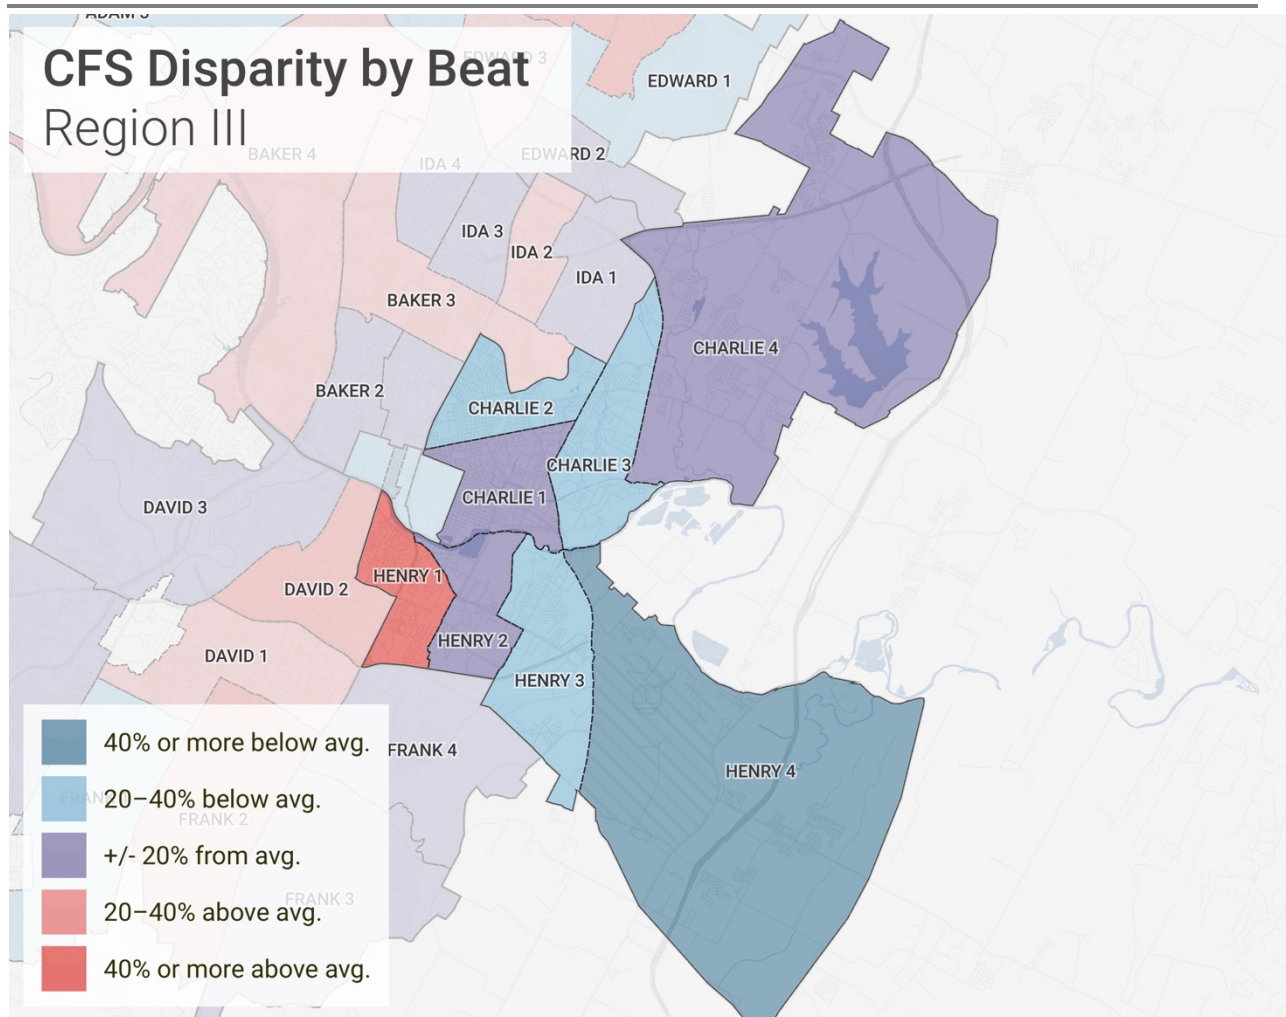 ADAM 3
CFS Disparity by Beat
Region III
EDWARD 3
EDWARD 1
BAKER 4
IDA 4
EDWARD 2
IDA 3
IDA 2
IDA 1
BAKER 3
CHARLIE 4
BAKER 2
CHARLIE 2
CHARLIE 3
CHARLIE 1
DAVID 3
HENRY 1
DAVID 2
HENRY 2
DAVID 1
HENRY 3
FRANK 4
HENRY 4
40% or more below avg.
20–40% below avg.
+/- 20% from avg.
20–40% above avg.
40% or more above avg.
FRANK 2
FRANK 3